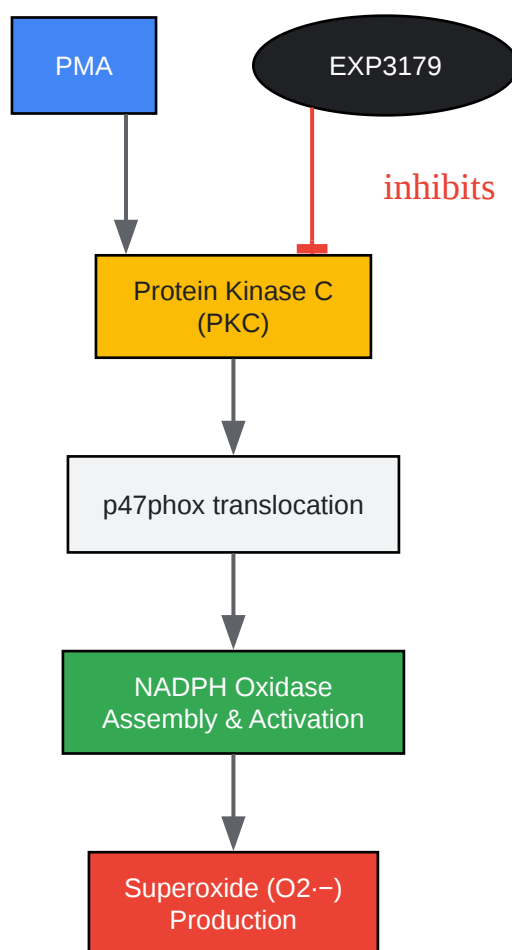 PMA
EXP3179
inhibits
Protein Kinase C
(PKC)
p47phox translocation
NADPH Oxidase
Assembly & Activation
Superoxide (O2·−)
Production